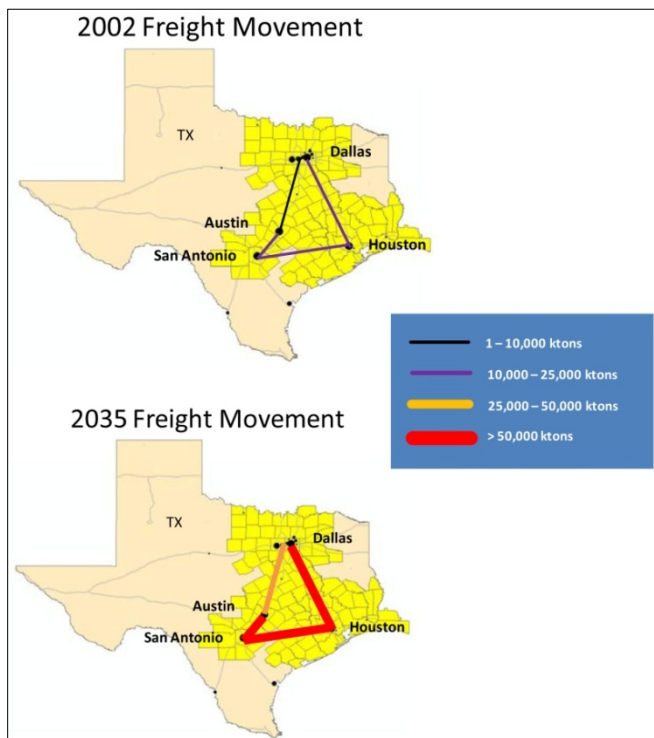 2002 Freight Movement
TX
Dallas
Austin
San Antonio
Houston
1 – 10,000 ktons
10,000 – 25,000 ktons
25,000 – 50,000 ktons
> 50,000 ktons
2035 Freight Movement
TX
Dallas
Austin
San Antonio
Houston